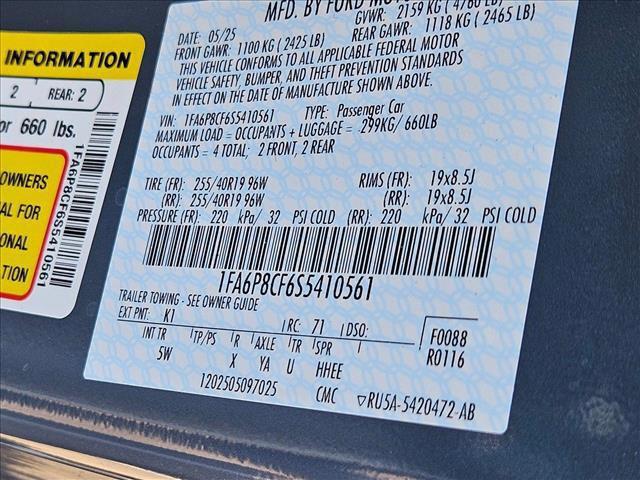 INFORMATION
2 REAR: 2
or 660 lbs.
1FA6P8CF6S5410561
OWNERS
AL FOR
ONAL
TION
MFD. BY FORD
DATE: 05/25 GVWR: 2159 KG
FRONT GAWR: 1100 KG (2425 LB) REAR GAWR: 1118 KG (2465 LB)
THIS VEHICLE CONFORMS TO ALL APPLICABLE FEDERAL MOTOR
VEHICLE SAFETY, BUMPER, AND THEFT PREVENTION STANDARDS
IN EFFECT ON THE DATE OF MANUFACTURE SHOWN ABOVE.
VIN: 1FA6P8CF6S5410561 TYPE: Passenger Car
MAXIMUM LOAD = OCCUPANTS + LUGGAGE = 299KG/660LB
OCCUPANTS = 4 TOTAL; 2 FRONT, 2 REAR
TIRE (FR): 255/40R19 96W RIMS (FR): 19x8.5J
(RR): 255/40R19 96W (RR): 19x8.5J
PRESSURE (FR): 220 kPa/ 32 PSI COLD (RR): 220 kPa/ 32 PSI COLD
1FA6P8CF6S5410561
TRAILER TOWING - SEE OWNER GUIDE
EXT PNT: K1 RC: 71 DSO: F0088
INT TR TP/PS R AXLE TR SPR R0116
5W X YA U HHEE
1202505097025 CMC RU5A-5420472-AB